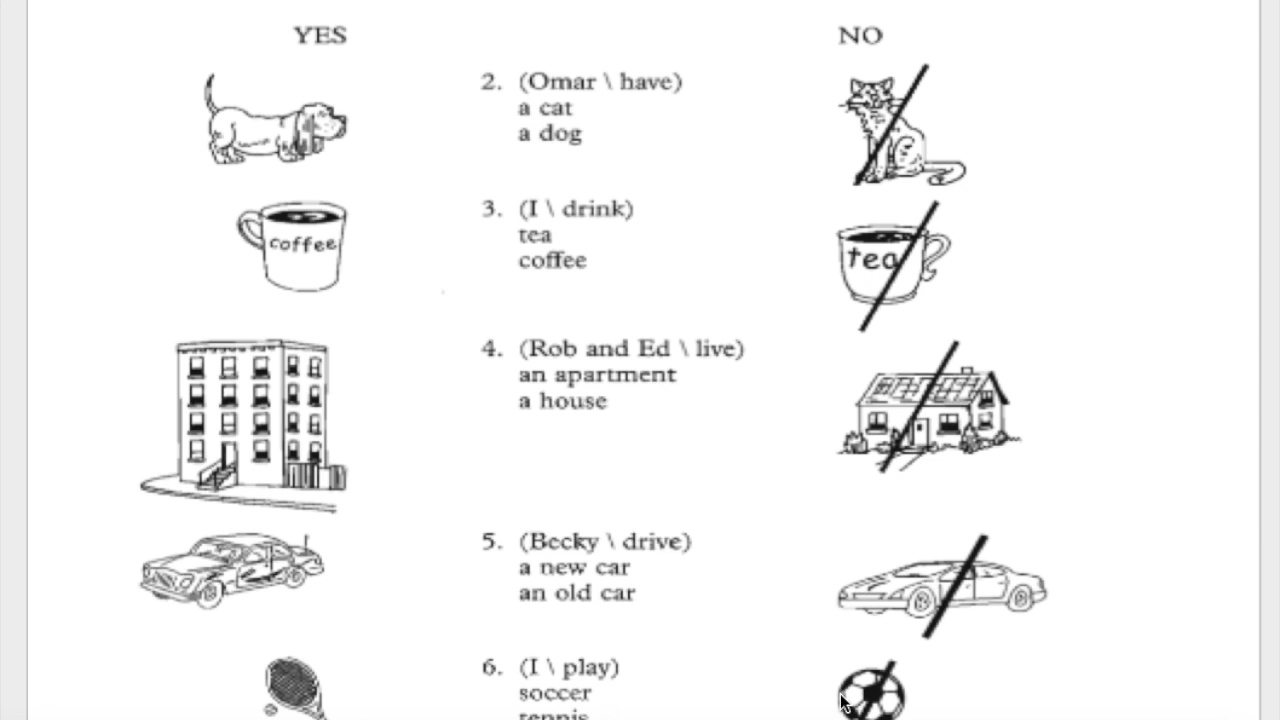 YES
NO
2. (Omar \ have)
a cat
a dog
3. (I \ drink)
tea
coffee
coffee
tea
4. (Rob and Ed \ live)
an apartment
a house
5. (Becky \ drive)
a new car
an old car
6. (I \ play)
soccer
tennis